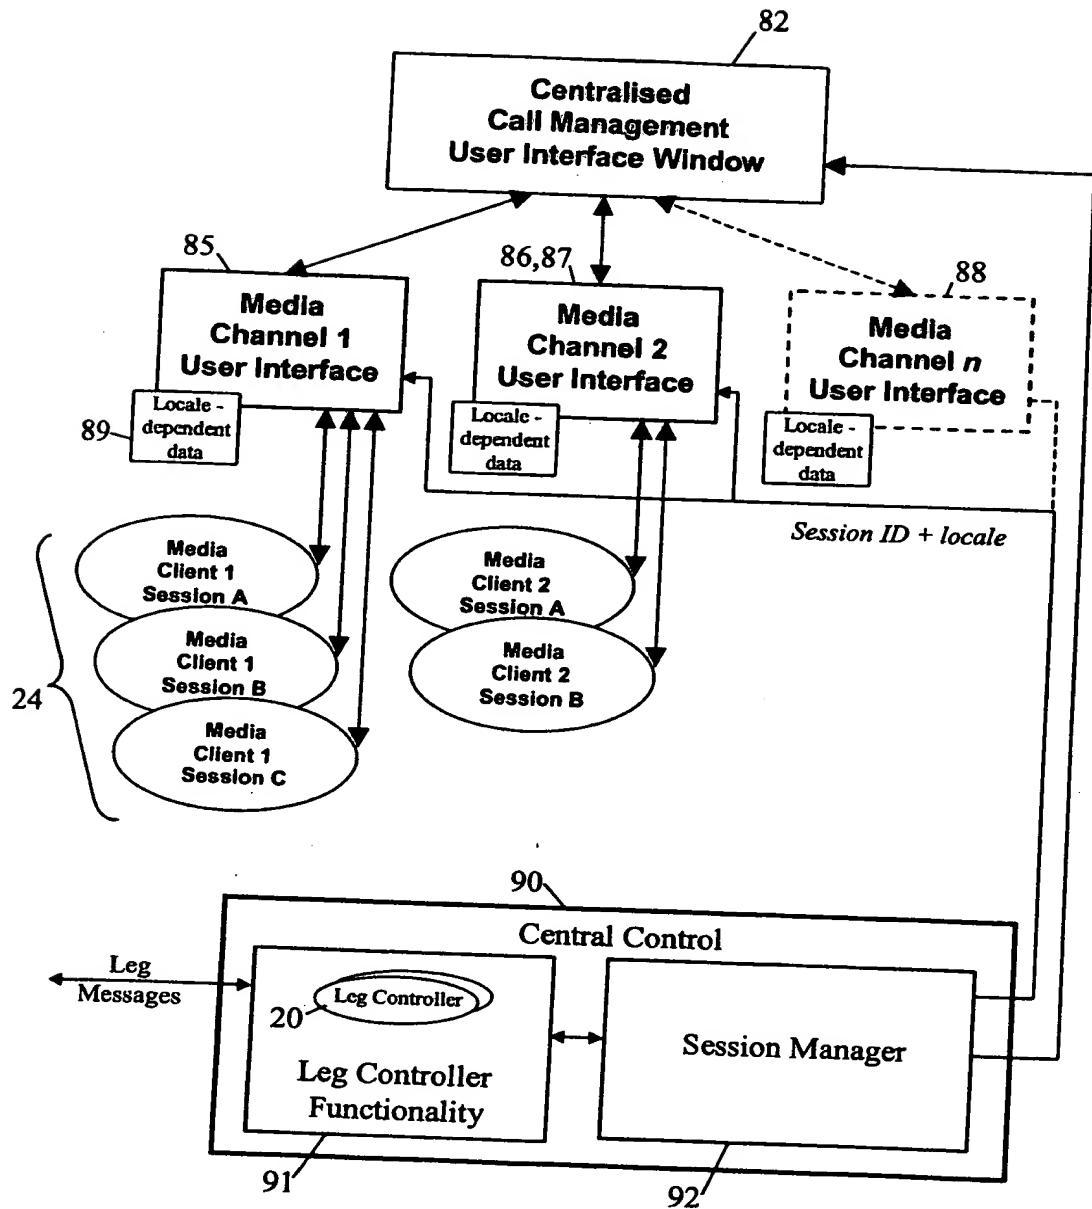 82
Centralised
Call Management
User Interface Window
85
86,87
88
Media
Channel 1
User Interface
Media
Channel 2
User Interface
Media
Channel n
User Interface
89
Locale -
dependent
data
Locale -
dependent
data
Locale -
dependent
data
Session ID + locale
24
Media
Client 1
Session A
Media
Client 1
Session B
Media
Client 1
Session C
Media
Client 2
Session A
Media
Client 2
Session B
90
Central Control
Leg
Messages
Leg Controller
20
Leg Controller
Functionality
Session Manager
91
92